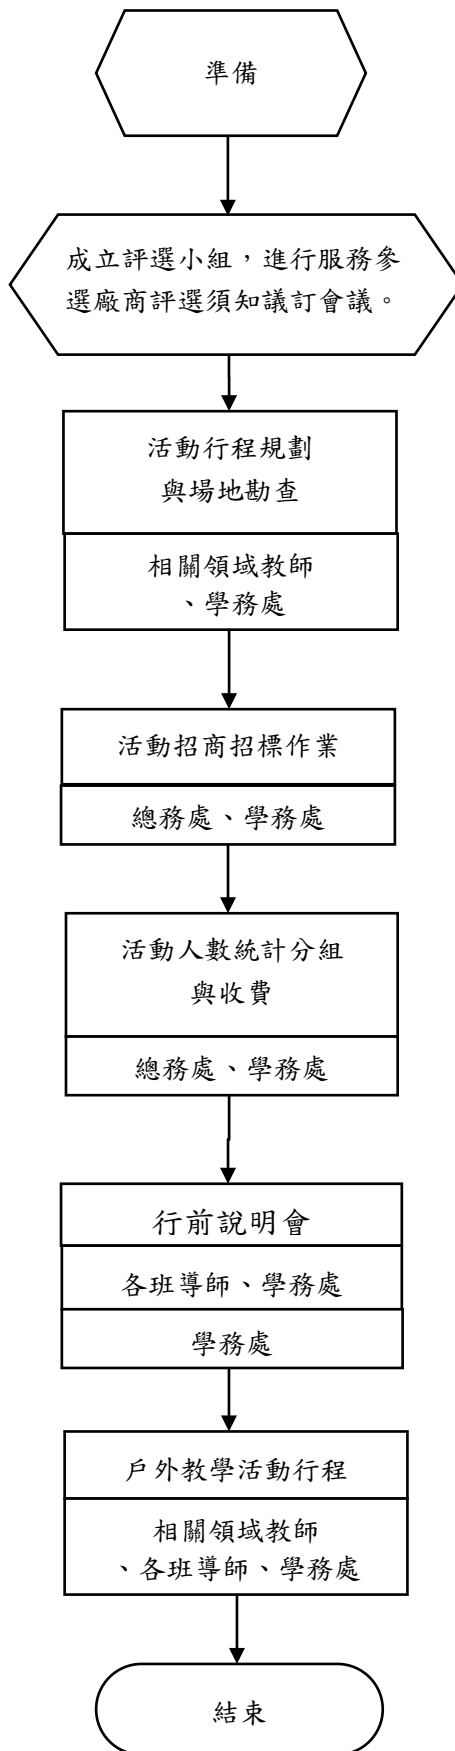 準備
成立評選小組，進行服務參
選廠商評選須知議訂會議。
活動行程規劃
與場地勘查
相關領域教師
、學務處
活動招商招標作業
總務處、學務處
活動人數統計分組
與收費
總務處、學務處
行前說明會
各班導師、學務處
學務處
戶外教學活動行程
相關領域教師
、各班導師、學務處
結束